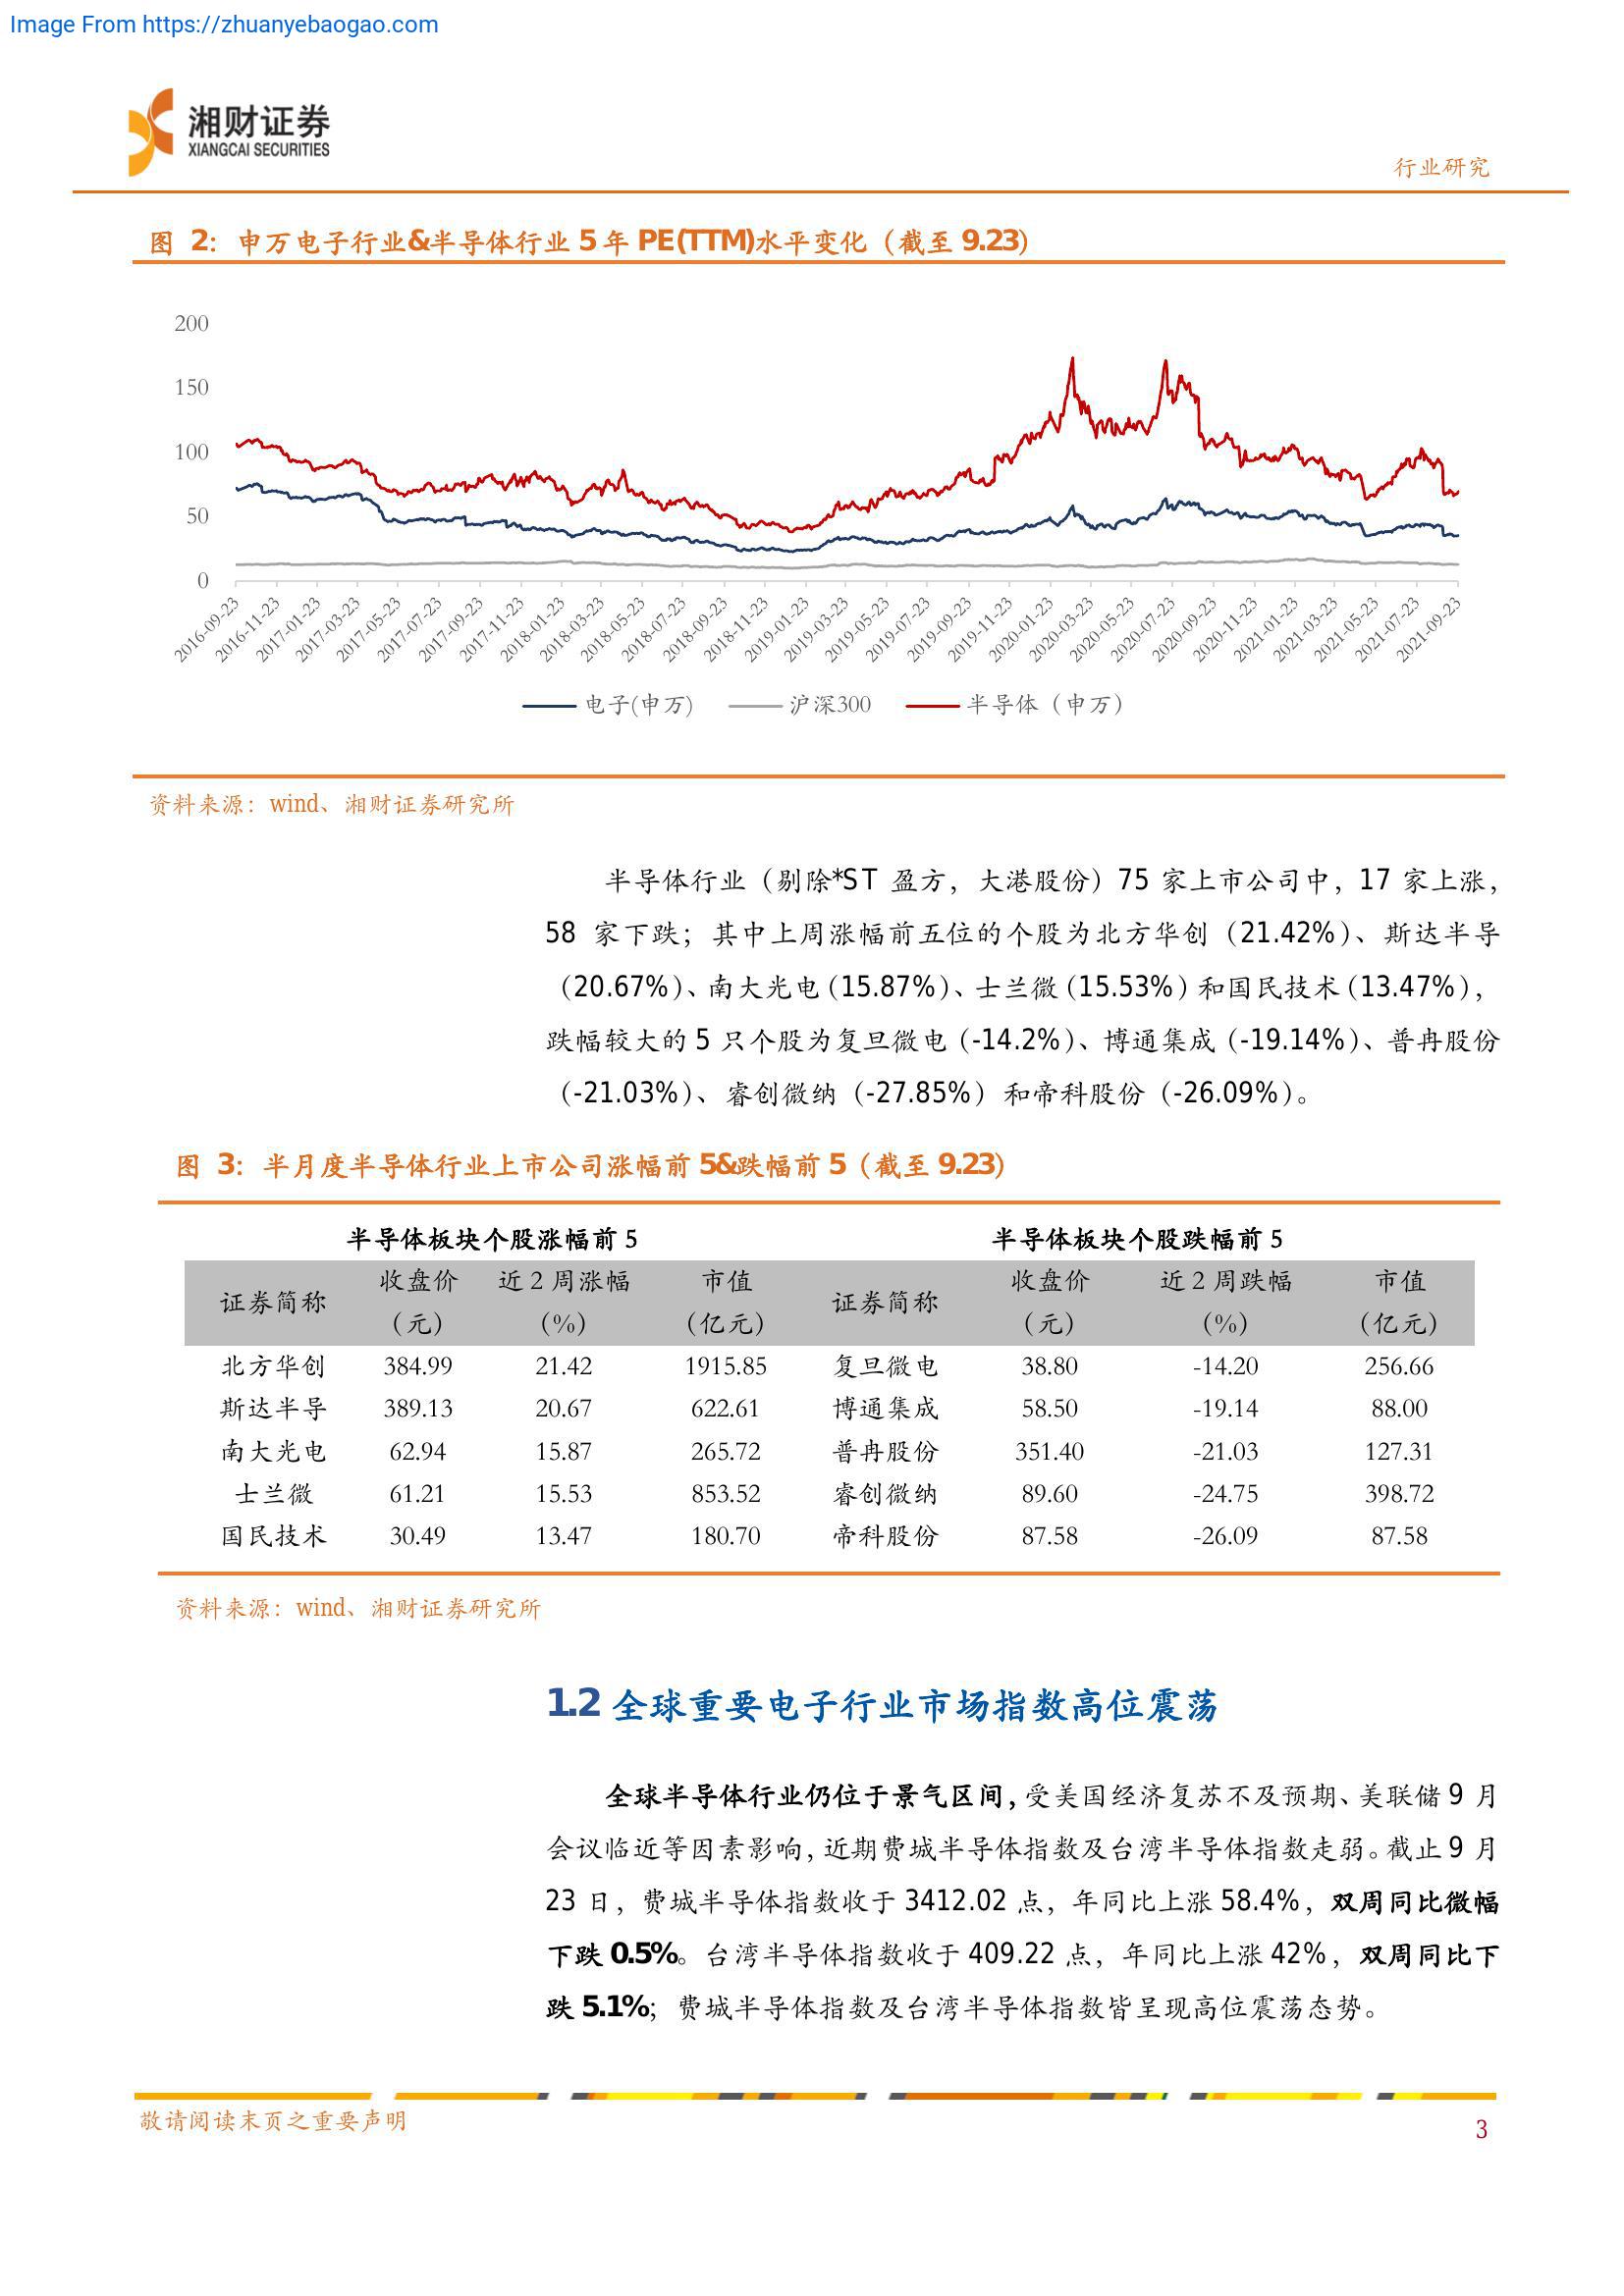 Image From https://zhuanyebaogao.com
湘财证券
XIANGCAI SECURITIES
行业研究
图 2：申万电子行业&半导体行业 5 年 PE(TTM)水平变化（截至 9.23）
200
150
100
50
0
2016-09-23 2016-11-23 2017-01-23 2017-03-23 2017-05-23 2017-07-23 2017-09-23 2017-11-23 2018-01-23 2018-03-23 2018-05-23 2018-07-23 2018-09-23 2018-11-23 2019-01-23 2019-03-23 2019-05-23 2019-07-23 2019-09-23 2019-11-23 2020-01-23 2020-03-23 2020-05-23 2020-07-23 2020-09-23 2020-11-23 2021-01-23 2021-03-23 2021-05-23 2021-07-23 2021-09-23
电子(申万) 沪深300 半导体（申万）
资料来源：wind、湘财证券研究所
半导体行业（剔除*ST 盈方，大港股份）75 家上市公司中，17 家上涨，
58 家下跌；其中上周涨幅前五位的个股为北方华创（21.42%）、斯达半导
（20.67%）、南大光电（15.87%）、士兰微（15.53%）和国民技术（13.47%），
跌幅较大的 5 只个股为复旦微电（-14.2%）、博通集成（-19.14%）、普冉股份
（-21.03%）、睿创微纳（-27.85%）和帝科股份（-26.09%）。
图 3：半月度半导体行业上市公司涨幅前 5&跌幅前 5（截至 9.23）
半导体板块个股涨幅前 5 半导体板块个股跌幅前 5
证券简称 收盘价（元） 近 2 周涨幅（%） 市值（亿元） 证券简称 收盘价（元） 近 2 周跌幅（%） 市值（亿元）
北方华创 384.99 21.42 1915.85 复旦微电 38.80 -14.20 256.66
斯达半导 389.13 20.67 622.61 博通集成 58.50 -19.14 88.00
南大光电 62.94 15.87 265.72 普冉股份 351.40 -21.03 127.31
士兰微 61.21 15.53 853.52 睿创微纳 89.60 -24.75 398.72
国民技术 30.49 13.47 180.70 帝科股份 87.58 -26.09 87.58
资料来源：wind、湘财证券研究所
1.2 全球重要电子行业市场指数高位震荡
全球半导体行业仍位于景气区间，受美国经济复苏不及预期、美联储 9 月
会议临近等因素影响，近期费城半导体指数及台湾半导体指数走弱。截止 9 月
23 日，费城半导体指数收于 3412.02 点，年同比上涨 58.4%，双周同比微幅
下跌 0.5%。台湾半导体指数收于 409.22 点，年同比上涨 42%，双周同比下
跌 5.1%；费城半导体指数及台湾半导体指数皆呈现高位震荡态势。
敬请阅读末页之重要声明
3